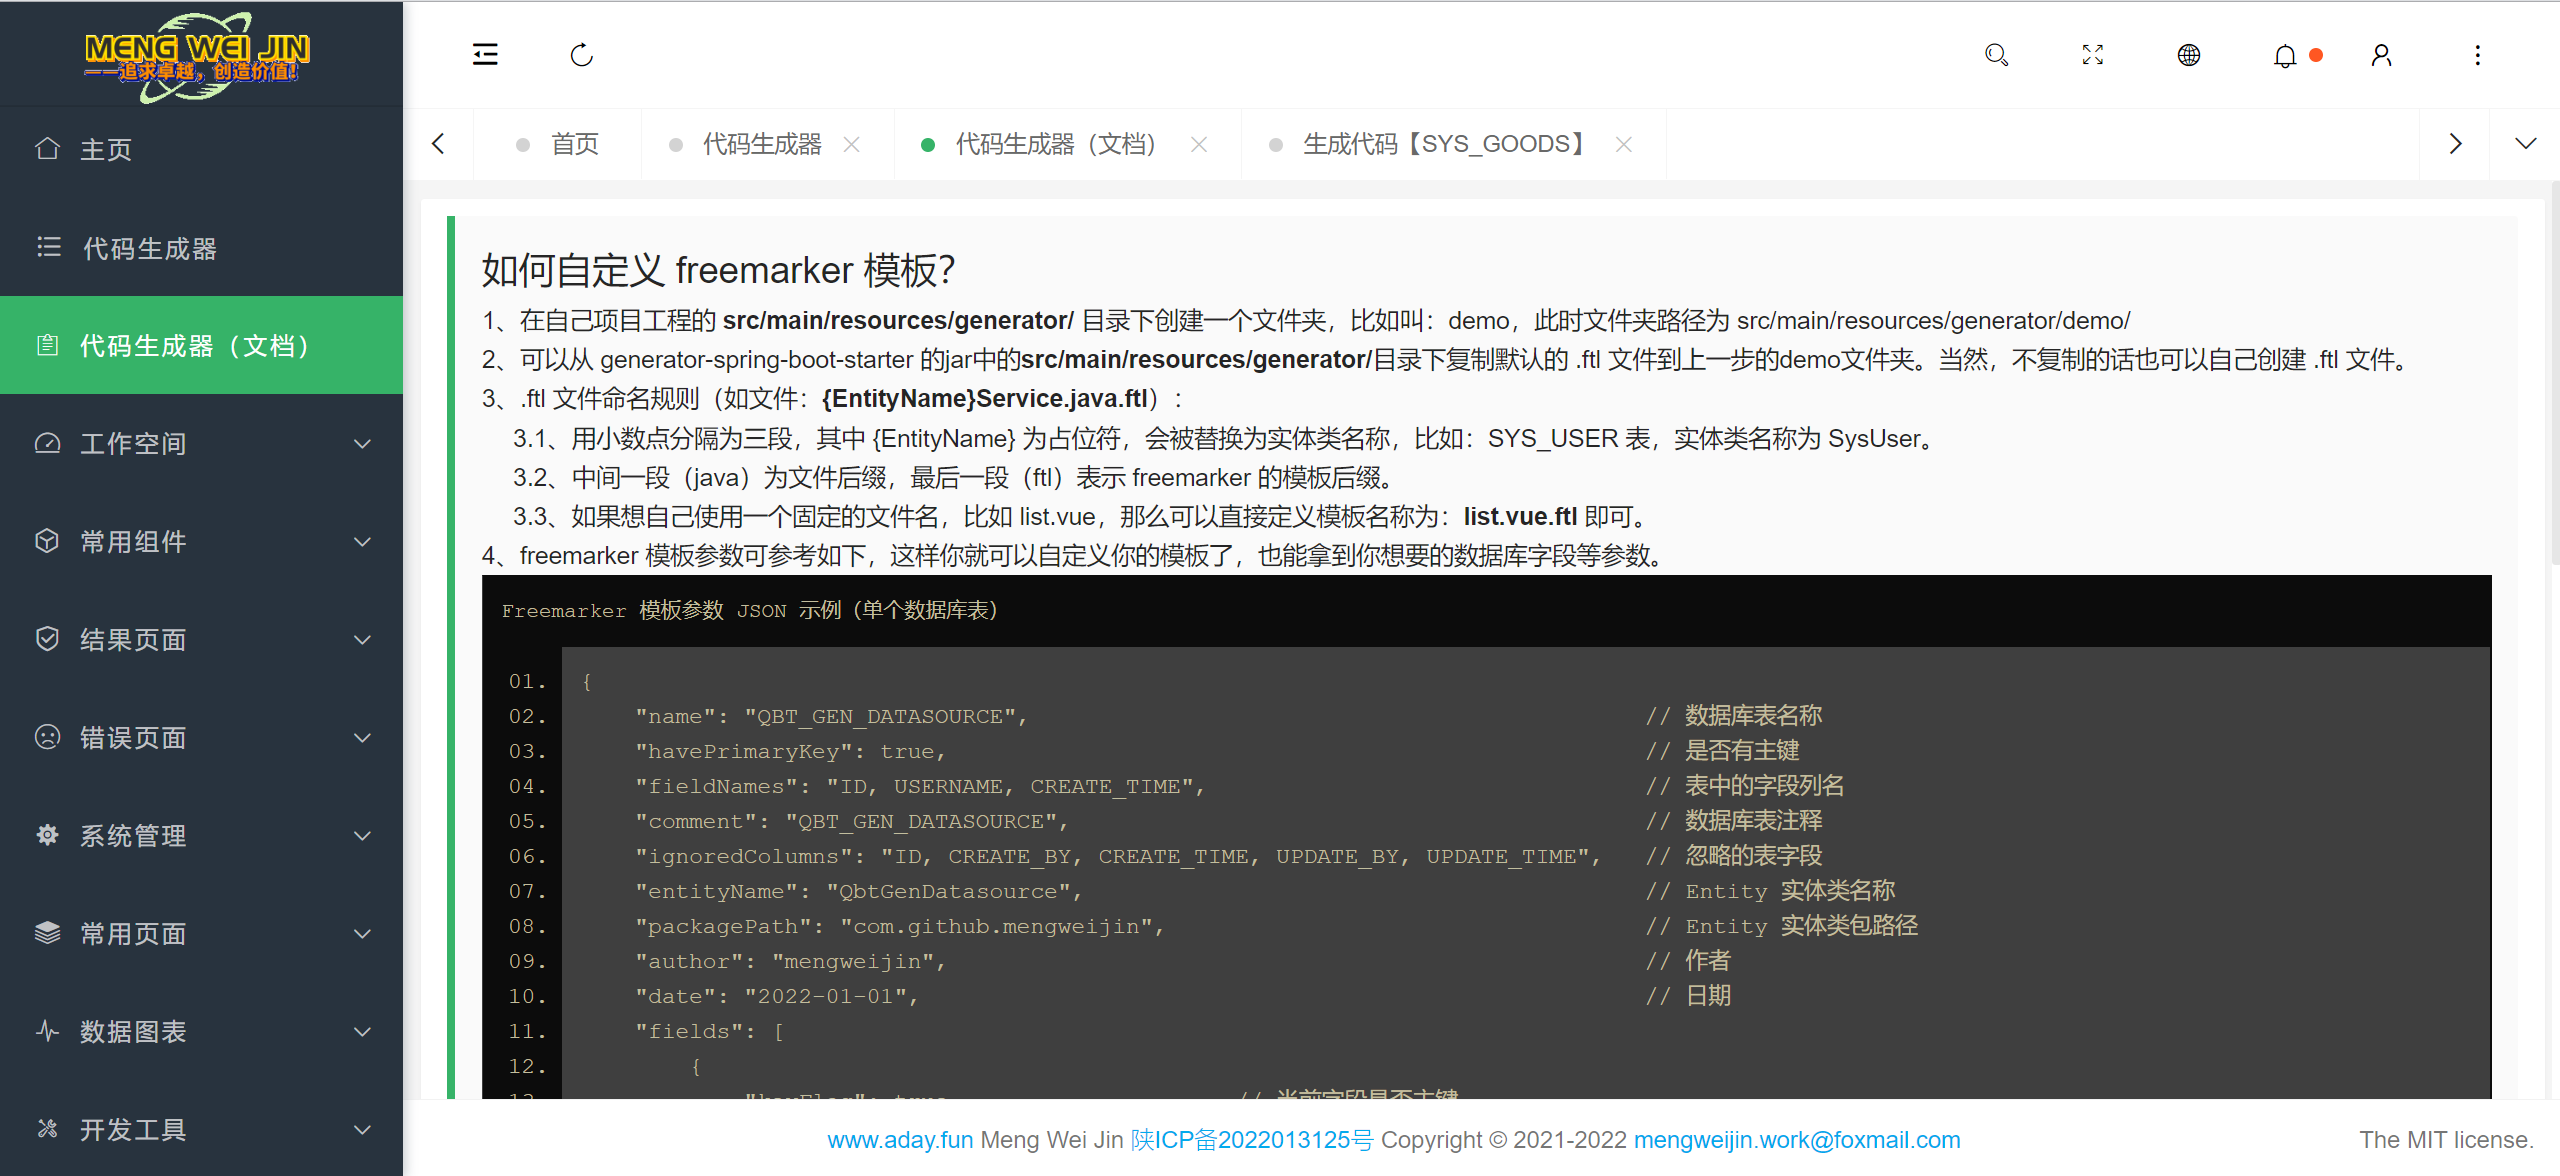 MENG WEI JIN
——追求卓越，创造价值！
主页
代码生成器
代码生成器（文档）
工作空间
常用组件
结果页面
错误页面
系统管理
常用页面
数据图表
开发工具
首页
代码生成器
代码生成器（文档）
生成代码【SYS_GOODS】
如何自定义 freemarker 模板？
1、在自己项目工程的 src/main/resources/generator/ 目录下创建一个文件夹，比如叫：demo，此时文件夹路径为 src/main/resources/generator/demo/
2、可以从 generator-spring-boot-starter 的jar中的src/main/resources/generator/目录下复制默认的 .ftl 文件到上一步的demo文件夹。当然，不复制的话也可以自己创建 .ftl 文件。
3、.ftl 文件命名规则（如文件：{EntityName}Service.java.ftl）：
3.1、用小数点分隔为三段，其中 {EntityName} 为占位符，会被替换为实体类名称，比如：SYS_USER 表，实体类名称为 SysUser。
3.2、中间一段（java）为文件后缀，最后一段（ftl）表示 freemarker 的模板后缀。
3.3、如果想自己使用一个固定的文件名，比如 list.vue，那么可以直接定义模板名称为：list.vue.ftl 即可。
4、freemarker 模板参数可参考如下，这样你就可以自定义你的模板了，也能拿到你想要的数据库字段等参数。
Freemarker 模板参数 JSON 示例（单个数据库表）
01. {
02. "name": "QBT_GEN_DATASOURCE", // 数据库表名称
03. "havePrimaryKey": true, // 是否有主键
04. "fieldNames": "ID, USERNAME, CREATE_TIME", // 表中的字段列名
05. "comment": "QBT_GEN_DATASOURCE", // 数据库表注释
06. "ignoredColumns": "ID, CREATE_BY, CREATE_TIME, UPDATE_BY, UPDATE_TIME", // 忽略的表字段
07. "entityName": "QbtGenDatasource", // Entity 实体类名称
08. "packagePath": "com.github.mengweijin", // Entity 实体类包路径
09. "author": "mengweijin", // 作者
10. "date": "2022-01-01", // 日期
11. "fields": [
12. {
13. "keyFlag": true, // 当前字段是否主键
www.aday.fun Meng Wei Jin 陕ICP备2022013125号 Copyright © 2021-2022 mengweijin.work@foxmail.com
The MIT license.